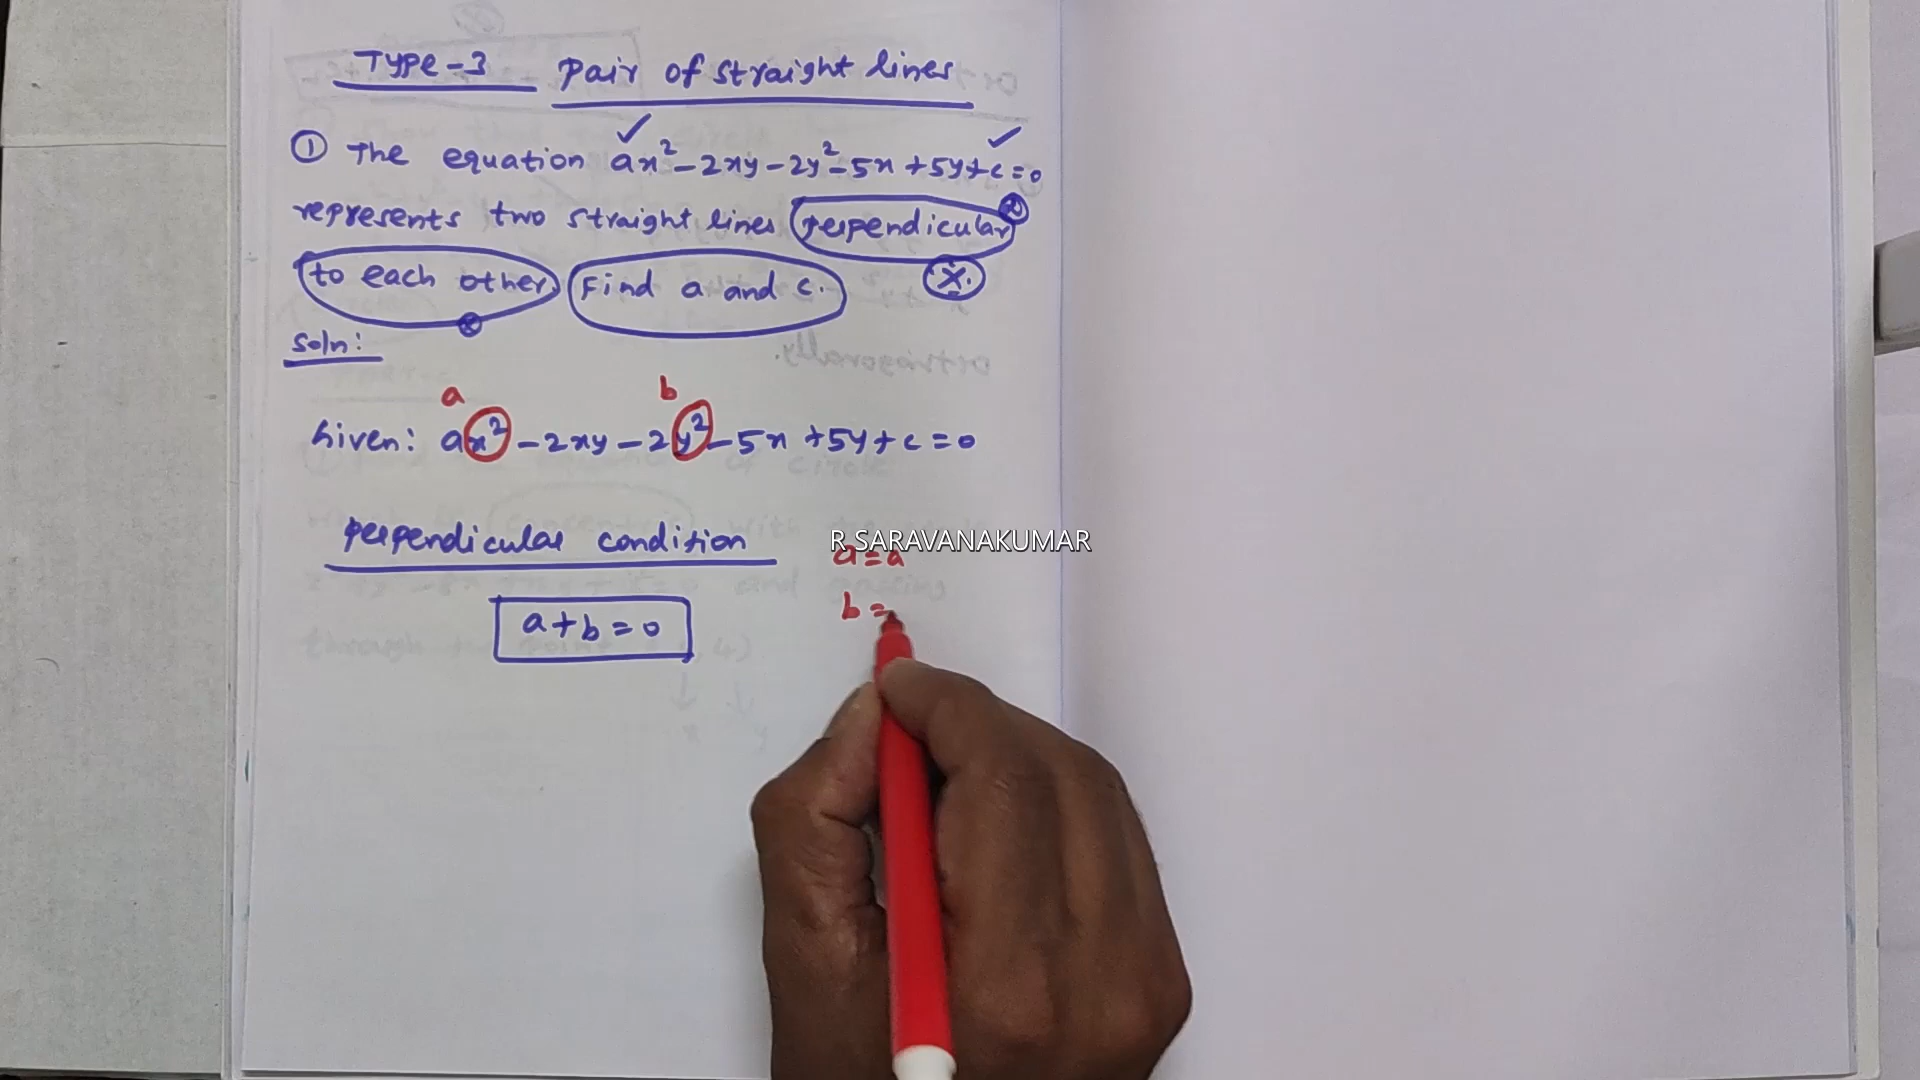 Type-3 Pair of straight lines
① The equation ax²-2xy-2y²-5x+5y+c=0
represents two straight lines perpendicular
to each other. Find a and c.
Soln:
a b
Given: ax²-2xy-2y²-5x+5y+c=0
perpendicular condition
R SARAVANAKUMAR
a=a
a+b=0
b=